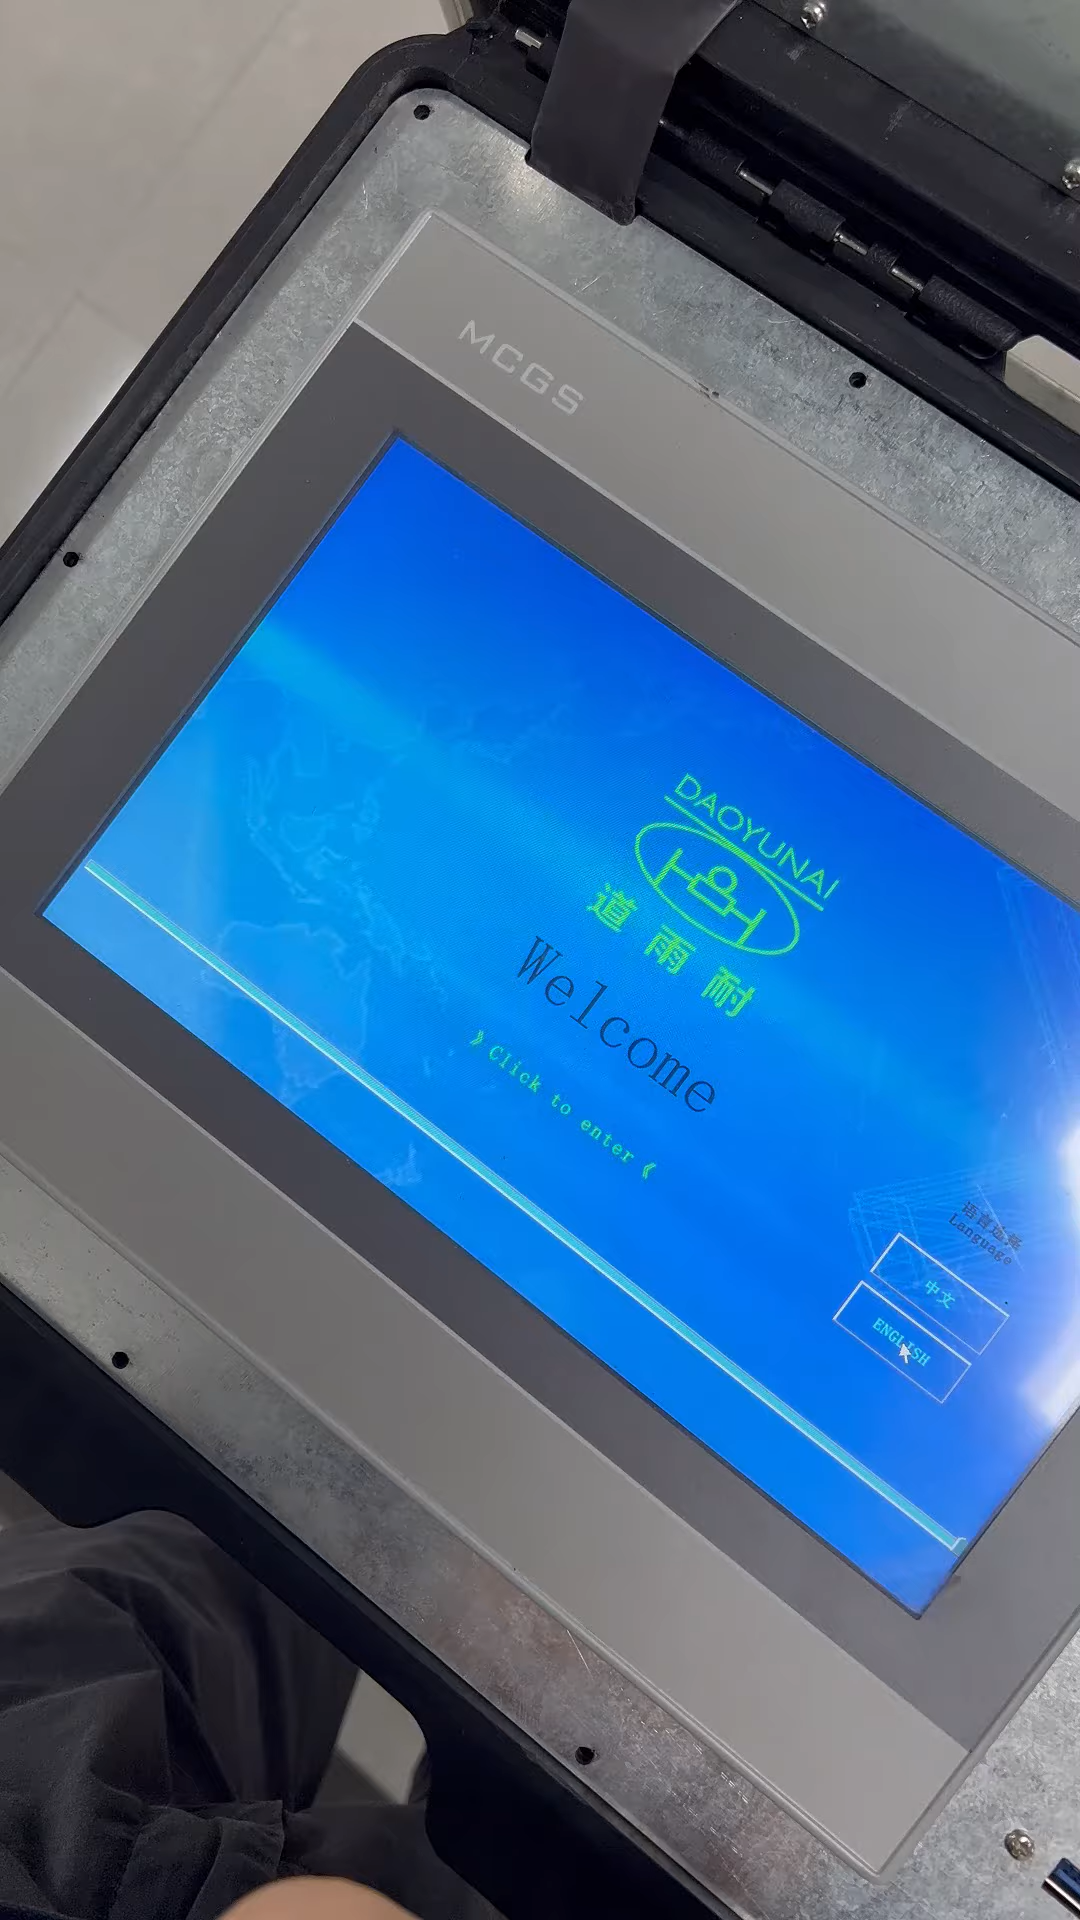 MCGS
DAOYUNAI
道雨耐
Welcome
》Click to enter《
语言选择
Language
中文
ENGLISH